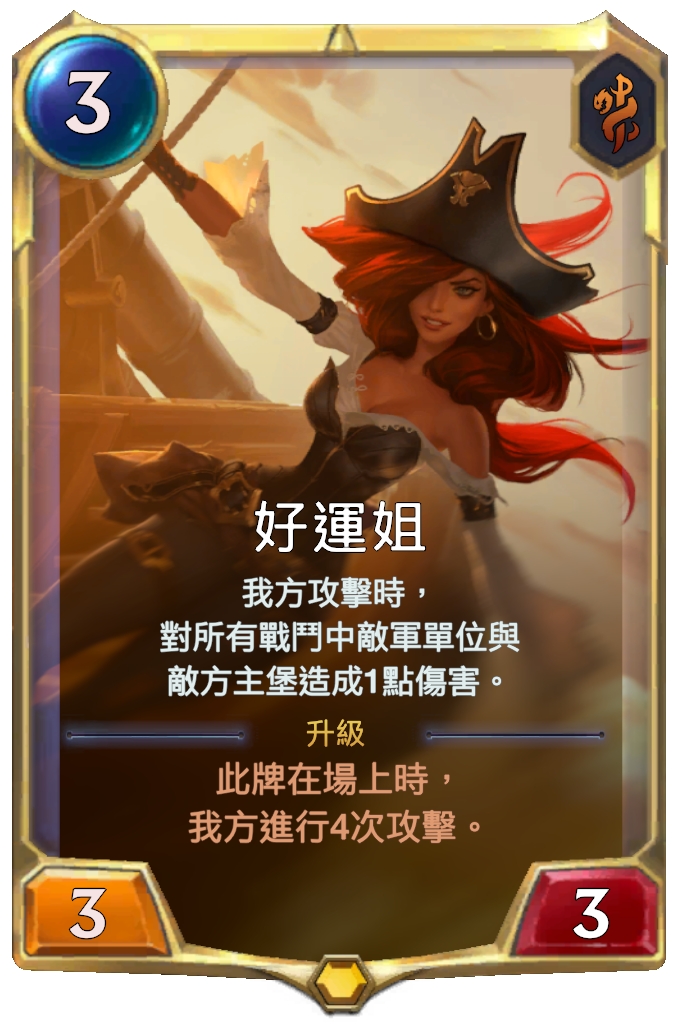 3
好運姐
我方攻擊時，
對所有戰鬥中敵軍單位與
敵方主堡造成1點傷害。
升級
此牌在場上時，
我方進行4次攻擊。
3
3